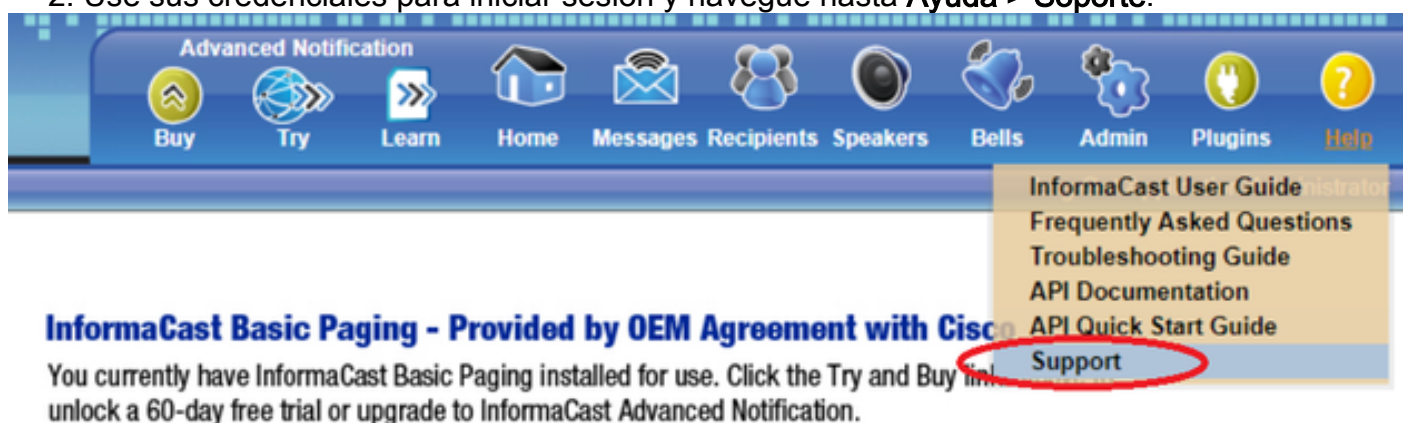 2. Use sus credenciales para iniciar sesión y navegue hasta Ayuda > Soporte.
Advanced Notification
Buy Try Learn Home Messages Recipients Speakers Bells Admin Plugins Help
InformaCast User Guide
Frequently Asked Questions
Troubleshooting Guide
API Documentation
API Quick Start Guide
Support
InformaCast Basic Paging - Provided by OEM Agreement with Cisco
You currently have InformaCast Basic Paging installed for use. Click the Try and Buy
unlock a 60-day free trial or upgrade to InformaCast Advanced Notification.